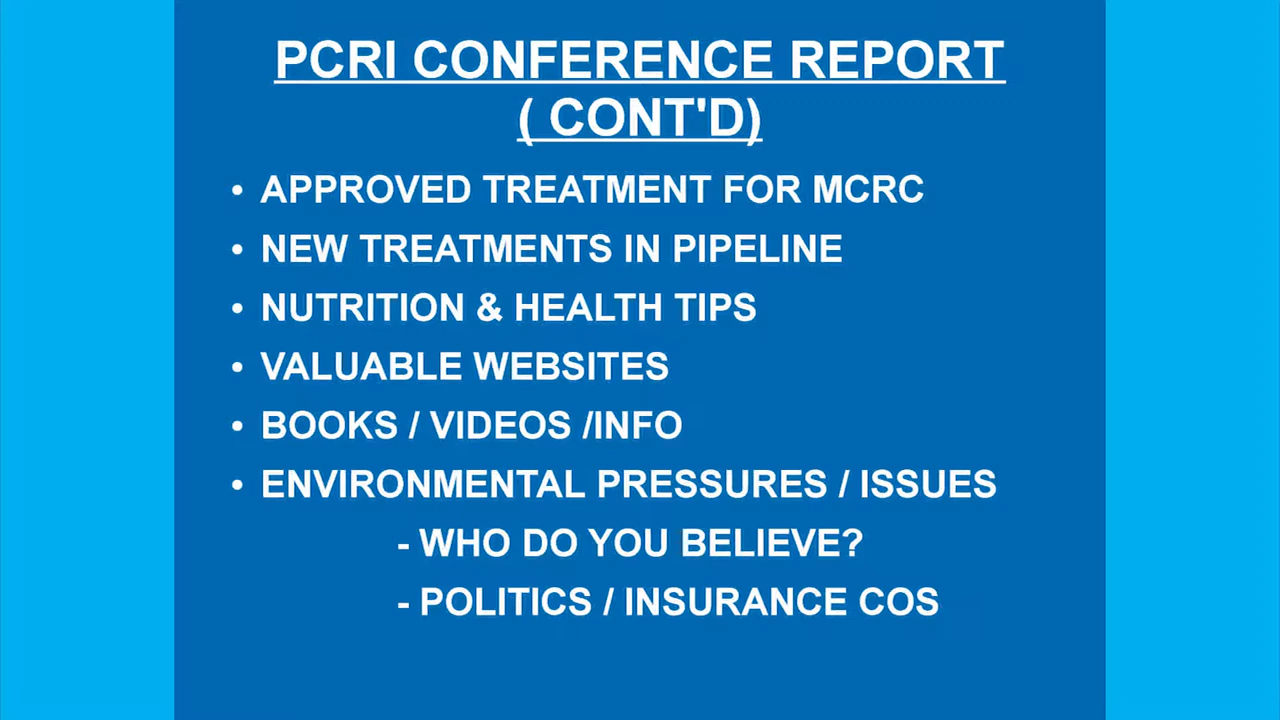 PCRI CONFERENCE REPORT
( CONT'D)
• APPROVED TREATMENT FOR MCRC
• NEW TREATMENTS IN PIPELINE
• NUTRITION & HEALTH TIPS
• VALUABLE WEBSITES
• BOOKS / VIDEOS /INFO
• ENVIRONMENTAL PRESSURES / ISSUES
- WHO DO YOU BELIEVE?
- POLITICS / INSURANCE COS